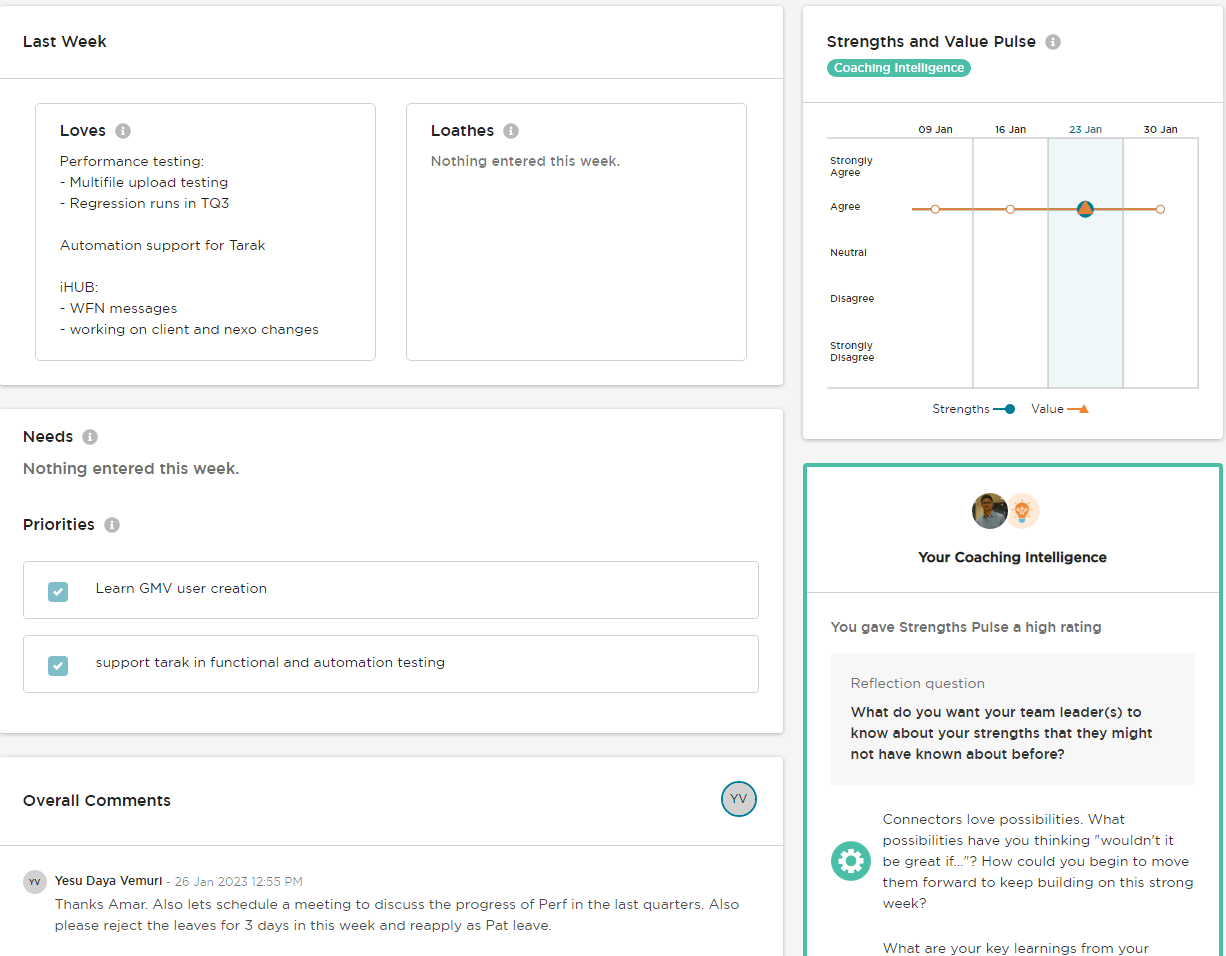 Last Week
Loves
Performance testing:
- Multifile upload testing
- Regression runs in TQ3
Automation support for Tarak
iHUB:
- WFN messages
- working on client and nexo changes
Loathes
Nothing entered this week.
Needs
Nothing entered this week.
Priorities
Learn GMV user creation
support tarak in functional and automation testing
Overall Comments
YV
YV
Yesu Daya Vemuri - 26 Jan 2023 12:55 PM
Thanks Amar. Also lets schedule a meeting to discuss the progress of Perf in the last quarters. Also
please reject the leaves for 3 days in this week and reapply as Pat leave.
Strengths and Value Pulse
Coaching Intelligence
09 Jan 16 Jan 23 Jan 30 Jan
Strongly
Agree
Agree
Neutral
Disagree
Strongly
Disagree
Strengths Value
Your Coaching Intelligence
You gave Strengths Pulse a high rating
Reflection question
What do you want your team leader(s) to
know about your strengths that they might
not have known about before?
Connectors love possibilities. What
possibilities have you thinking "wouldn't it
be great if..."? How could you begin to move
them forward to keep building on this strong
week?
What are your key learnings from your